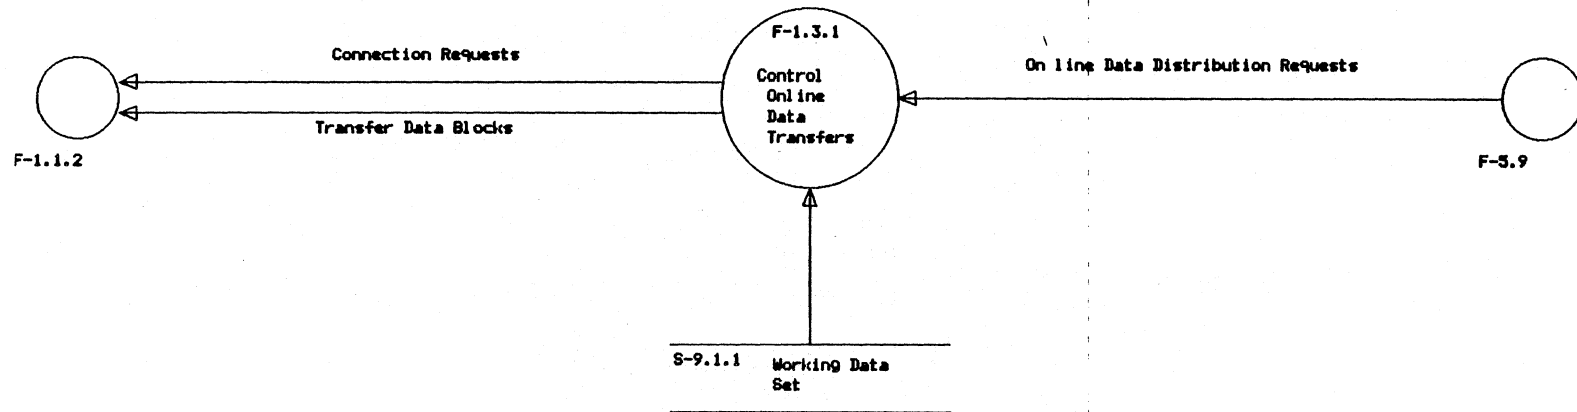 F-1.3.1
Connection Requests
On line Data Distribution Requests
Control
Online
Data
Transfers
Transfer Data Blocks
F-1.1.2
F-5.9
S-9.1.1 Working Data
Set